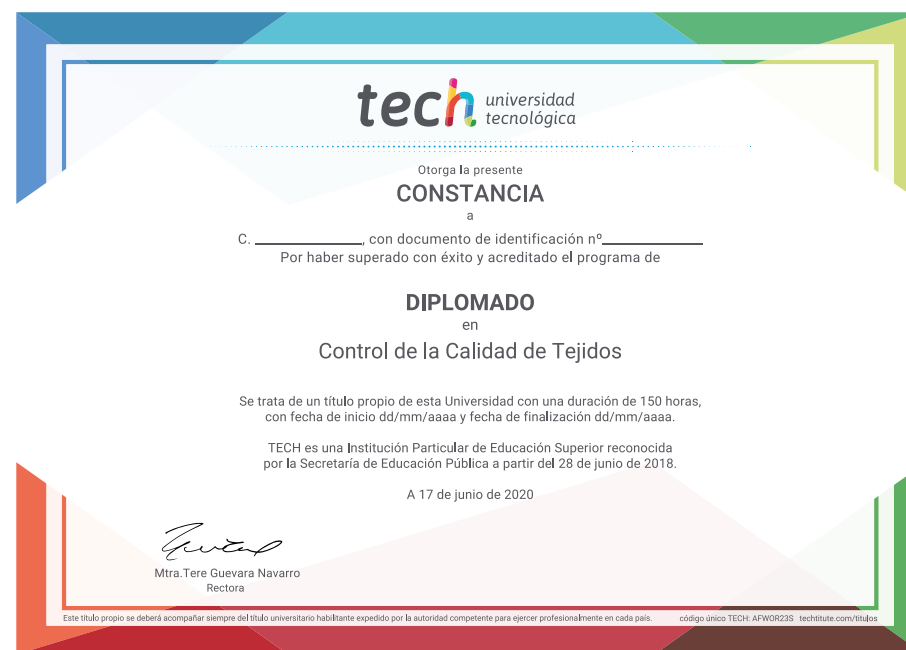 tech universidad
tecnológica
Otorga la presente
CONSTANCIA
a
C. ____________, con documento de identificación nº____________
Por haber superado con éxito y acreditado el programa de
DIPLOMADO
en
Control de la Calidad de Tejidos
Se trata de un título propio de esta Universidad con una duración de 150 horas,
con fecha de inicio dd/mm/aaaa y fecha de finalización dd/mm/aaaa.
TECH es una Institución Particular de Educación Superior reconocida
por la Secretaría de Educación Pública a partir del 28 de junio de 2018.
A 17 de junio de 2020
Mtra.Tere Guevara Navarro
Rectora
Este título propio se deberá acompañar siempre del título universitario habilitante expedido por la autoridad competente para ejercer profesionalmente en cada país. código único TECH: AFWOR23S techtitute.com/titulos